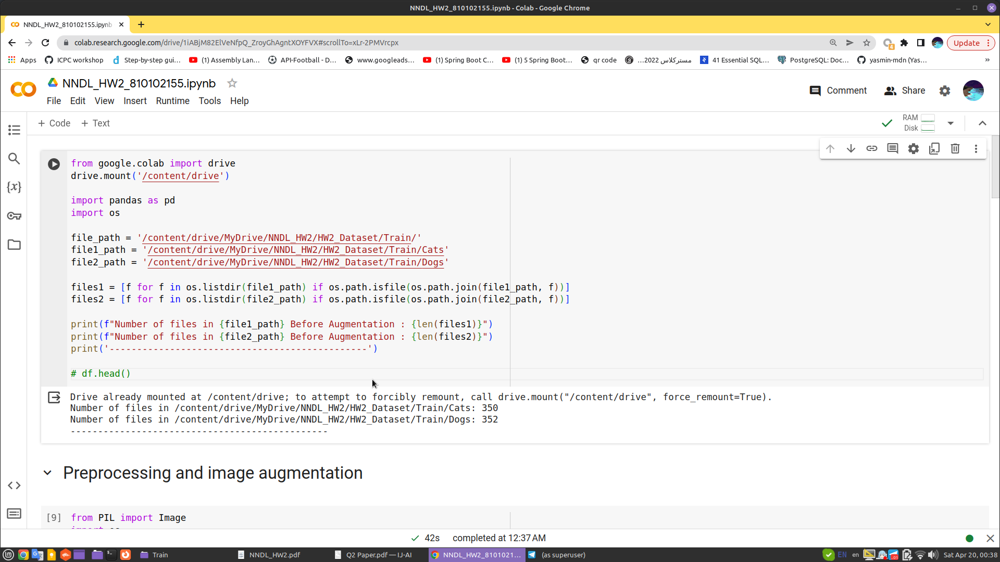 NNDL_HW2_810102155.ipynb - Colab - Google Chrome
NNDL_HW2_810102155.ipynb
colab.research.google.com/drive/1iABjM82ElVeNfpQ_ZroyGhAgntXOYFVX#scrollTo=xLr-2PMVrcpx
4
Update
Apps
ICPC workshop
Step-by-step gui...
(1) Assembly Lan...
API-Football - D...
www.googleads...
(1) Spring Boot C...
(1) 5 Spring Boot...
qr code
مسترکلاس 2022...
41 Essential SQL...
PostgreSQL: Doc...
yasmin-mdn (Yas...
»
NNDL_HW2_810102155.ipynb
Comment
Share
File Edit View Insert Runtime Tools Help
+ Code + Text
RAM
Disk
from google.colab import drive
drive.mount('/content/drive')
import pandas as pd
import os
file_path = '/content/drive/MyDrive/NNDL_HW2/HW2_Dataset/Train/'
file1_path = '/content/drive/MyDrive/NNDL_HW2/HW2_Dataset/Train/Cats'
file2_path = '/content/drive/MyDrive/NNDL_HW2/HW2_Dataset/Train/Dogs'
files1 = [f for f in os.listdir(file1_path) if os.path.isfile(os.path.join(file1_path, f))]
files2 = [f for f in os.listdir(file2_path) if os.path.isfile(os.path.join(file2_path, f))]
print(f"Number of files in {file1_path} Before Augmentation : {len(files1)}")
print(f"Number of files in {file2_path} Before Augmentation : {len(files2)}")
print('-----------------------------------------------')
# df.head()
Drive already mounted at /content/drive; to attempt to forcibly remount, call drive.mount("/content/drive", force_remount=True).
Number of files in /content/drive/MyDrive/NNDL_HW2/HW2_Dataset/Train/Cats: 350
Number of files in /content/drive/MyDrive/NNDL_HW2/HW2_Dataset/Train/Dogs: 352
-----------------------------------------------
Preprocessing and image augmentation
[9] from PIL import Image
import os
42s completed at 12:37 AM
Train
NNDL_HW2.pdf
Q2 Paper.pdf — IJ-AI
NNDL_HW2_8101021...
(as superuser)
EN
en
Sat Apr 20, 00:38